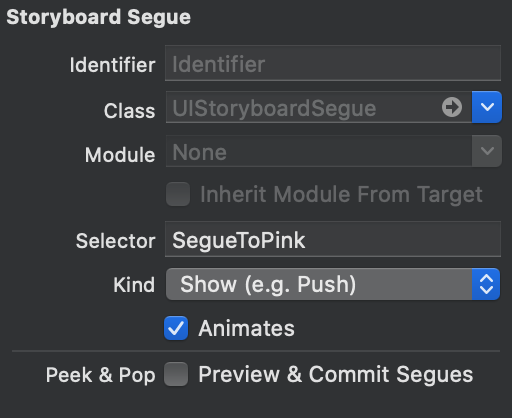 Storyboard Segue
Identifier Identifier
Class UIStoryboardSegue
Module None
Inherit Module From Target
Selector SegueToPink
Kind Show (e.g. Push)
Animates
Peek & Pop Preview & Commit Segues